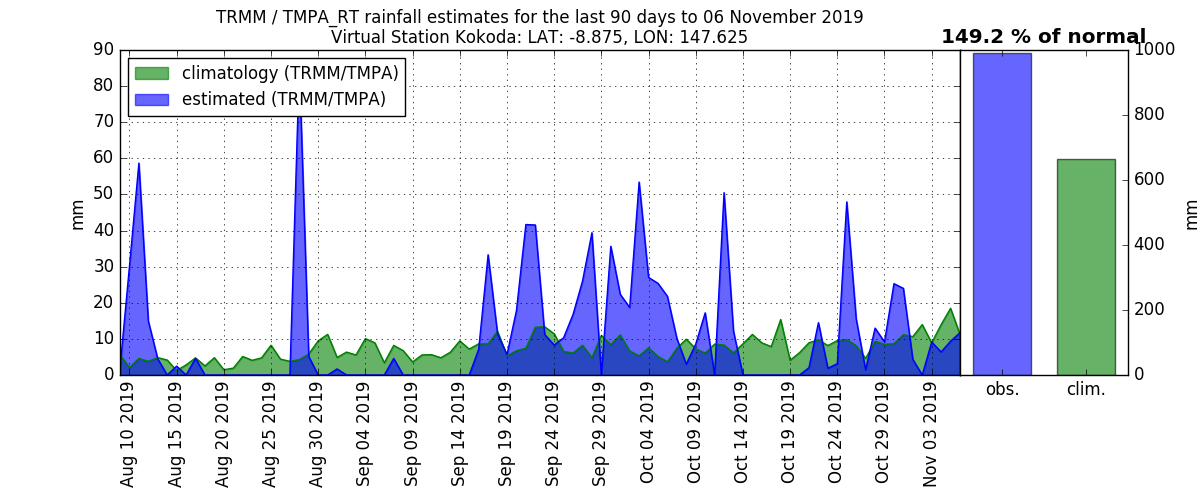 TRMM / TMPA_RT rainfall estimates for the last 90 days to 06 November 2019
Virtual Station Kokoda: LAT: -8.875, LON: 147.625
149.2 % of normal
climatology (TRMM/TMPA)
estimated (TRMM/TMPA)
90
80
70
60
50
40
30
20
10
0
mm
Aug 10 2019
Aug 15 2019
Aug 20 2019
Aug 25 2019
Aug 30 2019
Sep 04 2019
Sep 09 2019
Sep 14 2019
Sep 19 2019
Sep 24 2019
Sep 29 2019
Oct 04 2019
Oct 09 2019
Oct 14 2019
Oct 19 2019
Oct 24 2019
Oct 29 2019
Nov 03 2019
obs.
clim.
1000
800
600
400
200
0
mm